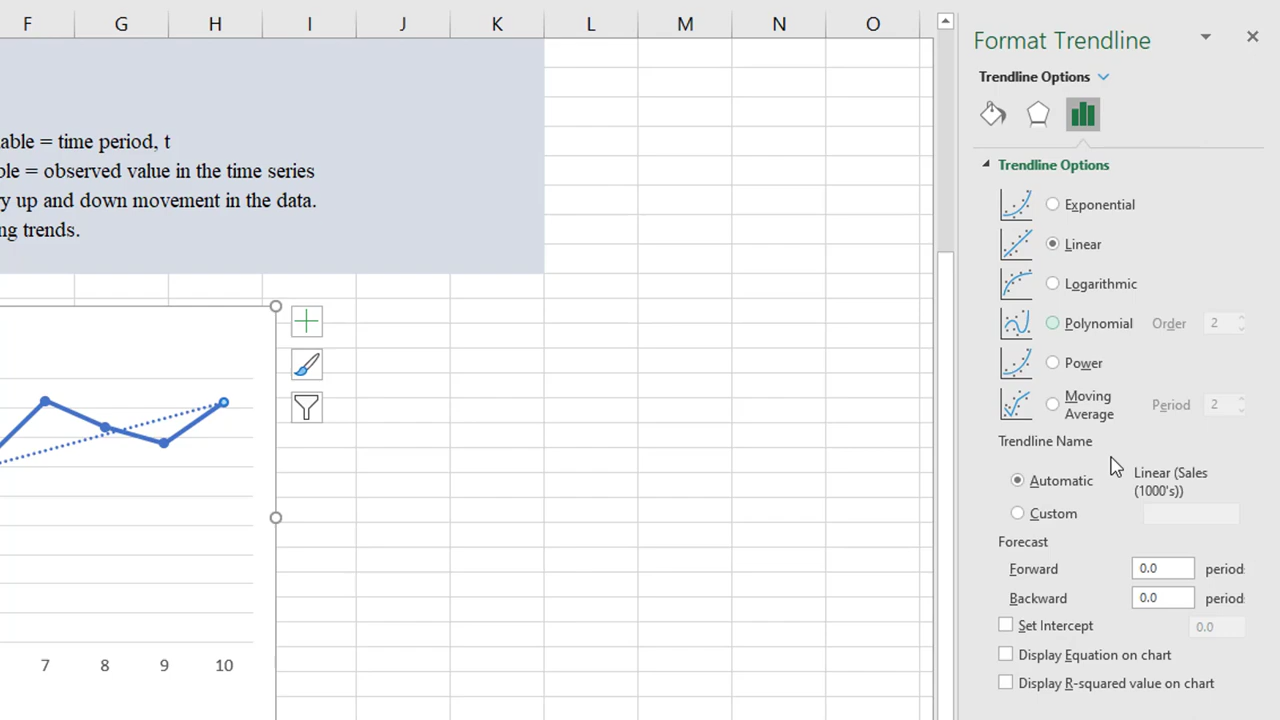 F G H I J K L M N O
able = time period, t
ble = observed value in the time series
ry up and down movement in the data.
ng trends.
7 8 9 10
Format Trendline
Trendline Options
Trendline Options
Exponential
Linear
Logarithmic
Polynomial Order 2
Power
Moving
Average
Period 2
Trendline Name
Automatic
Linear (Sales
(1000's))
Custom
Forecast
Forward 0.0 period
Backward 0.0 period
Set Intercept 0.0
Display Equation on chart
Display R-squared value on chart